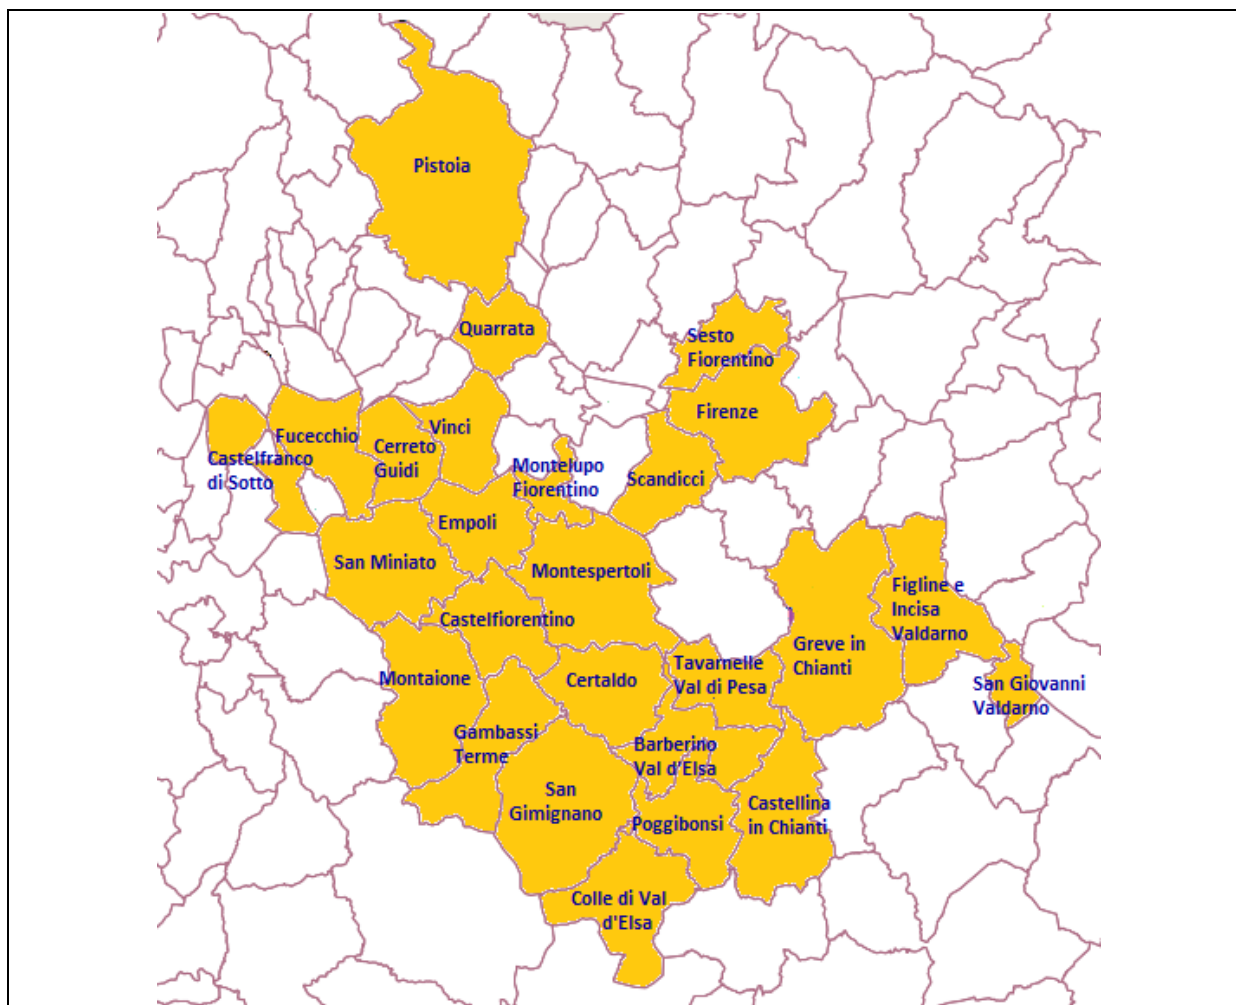 Pistoia
Quarrata
Sesto
Fiorentino
Firenze
Vinci
Fucecchio
Cerreto
Guidi
Castelfranco
di Sotto
Montelupo
Fiorentino
Scandicci
Empoli
San Miniato
Montespertoli
Figline e
Incisa
Valdarno
Castelfiorentino
Greve in
Chianti
Tavarnelle
Val di Pesa
Montaione
Certaldo
San Giovanni
Valdarno
Gambassi
Terme
Barberino
Val d'Elsa
San
Gimignano
Poggibonsi
Castellina
in Chianti
Colle di Val
d'Elsa